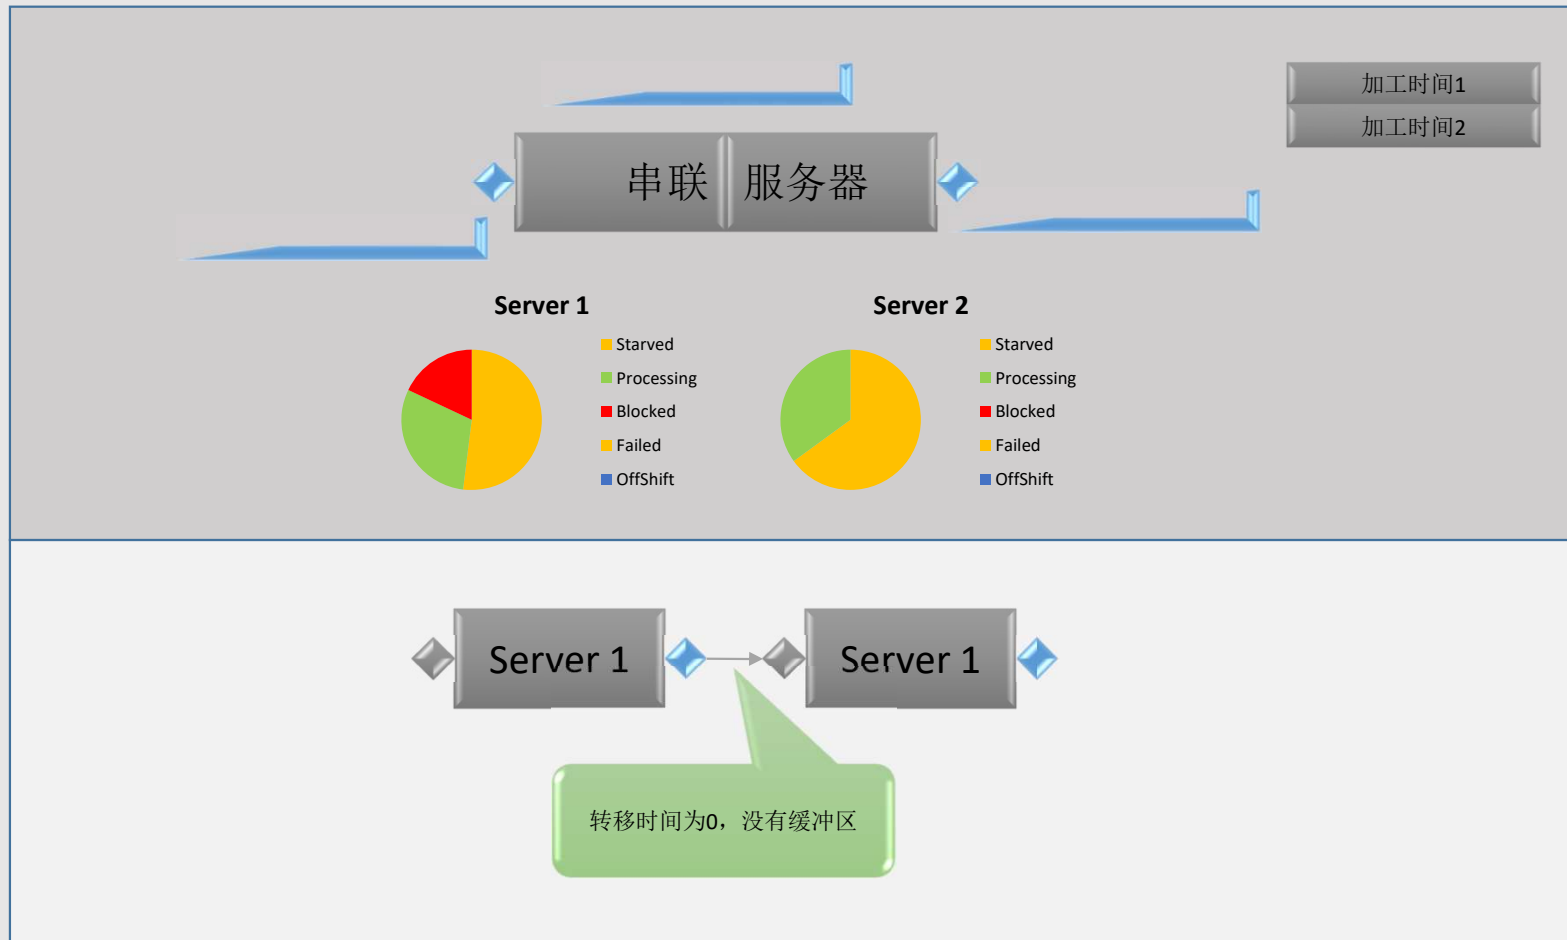 加工时间1
加工时间2
串联 服务器
Server 1
Starved
Processing
Blocked
Failed
OffShift
Server 2
Starved
Processing
Blocked
Failed
OffShift
Server 1
Server 1
转移时间为0，没有缓冲区